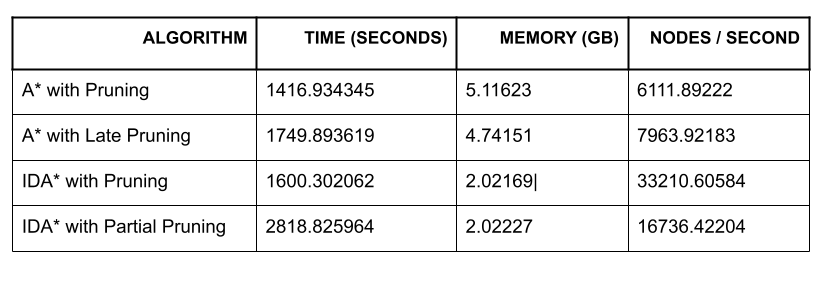 ALGORITHM TIME (SECONDS) MEMORY (GB) NODES / SECOND
A* with Pruning 1416.934345 5.11623 6111.89222
A* with Late Pruning 1749.893619 4.74151 7963.92183
IDA* with Pruning 1600.302062 2.02169| 33210.60584
IDA* with Partial Pruning 2818.825964 2.02227 16736.42204